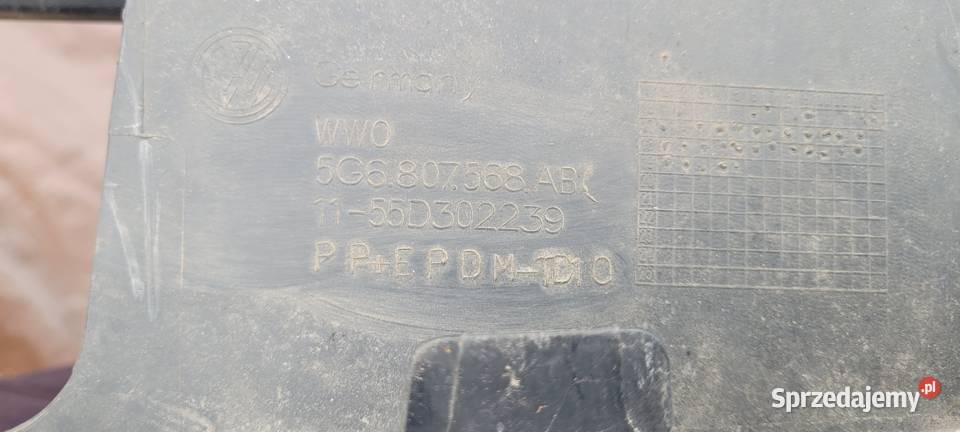 Germany
WWO
5G6.807.568.AB
11-55D302239
PP+EPDM-TD10
Sprzedajemy.pl